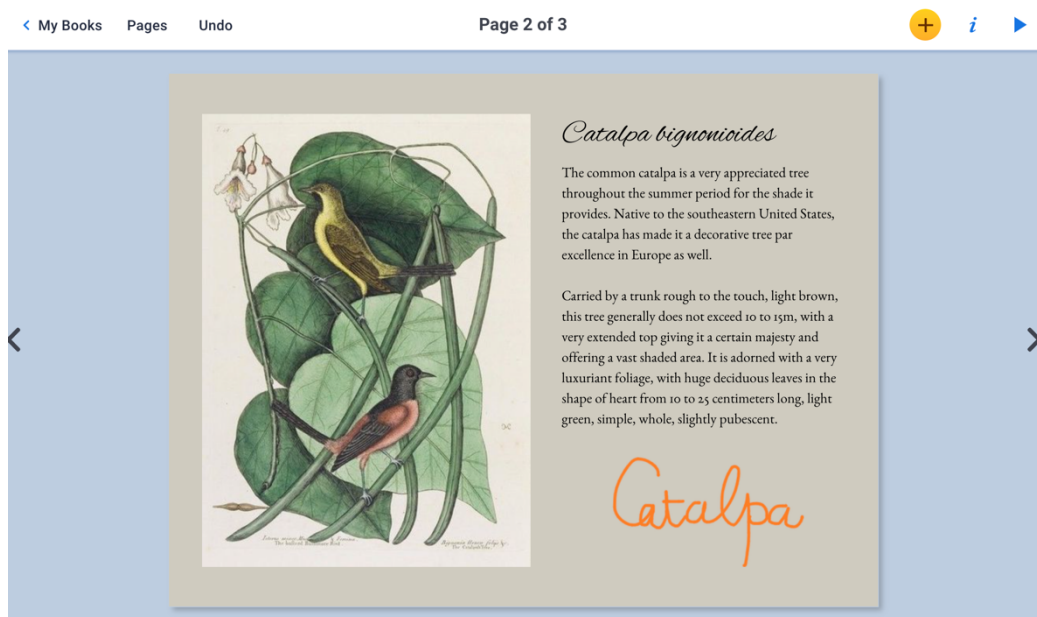 My Books
Pages
Undo
Page 2 of 3
Catalpa bignonioides
The common catalpa is a very appreciated tree
throughout the summer period for the shade it
provides. Native to the southeastern United States,
the catalpa has made it a decorative tree par
excellence in Europe as well.
Carried by a trunk rough to the touch, light brown,
this tree generally does not exceed 10 to 15m, with a
very extended top giving it a certain majesty and
offering a vast shaded area. It is adorned with a very
luxuriant foliage, with huge deciduous leaves in the
shape of heart from 10 to 25 centimeters long, light
green, simple, whole, slightly pubescent.
Catalpa